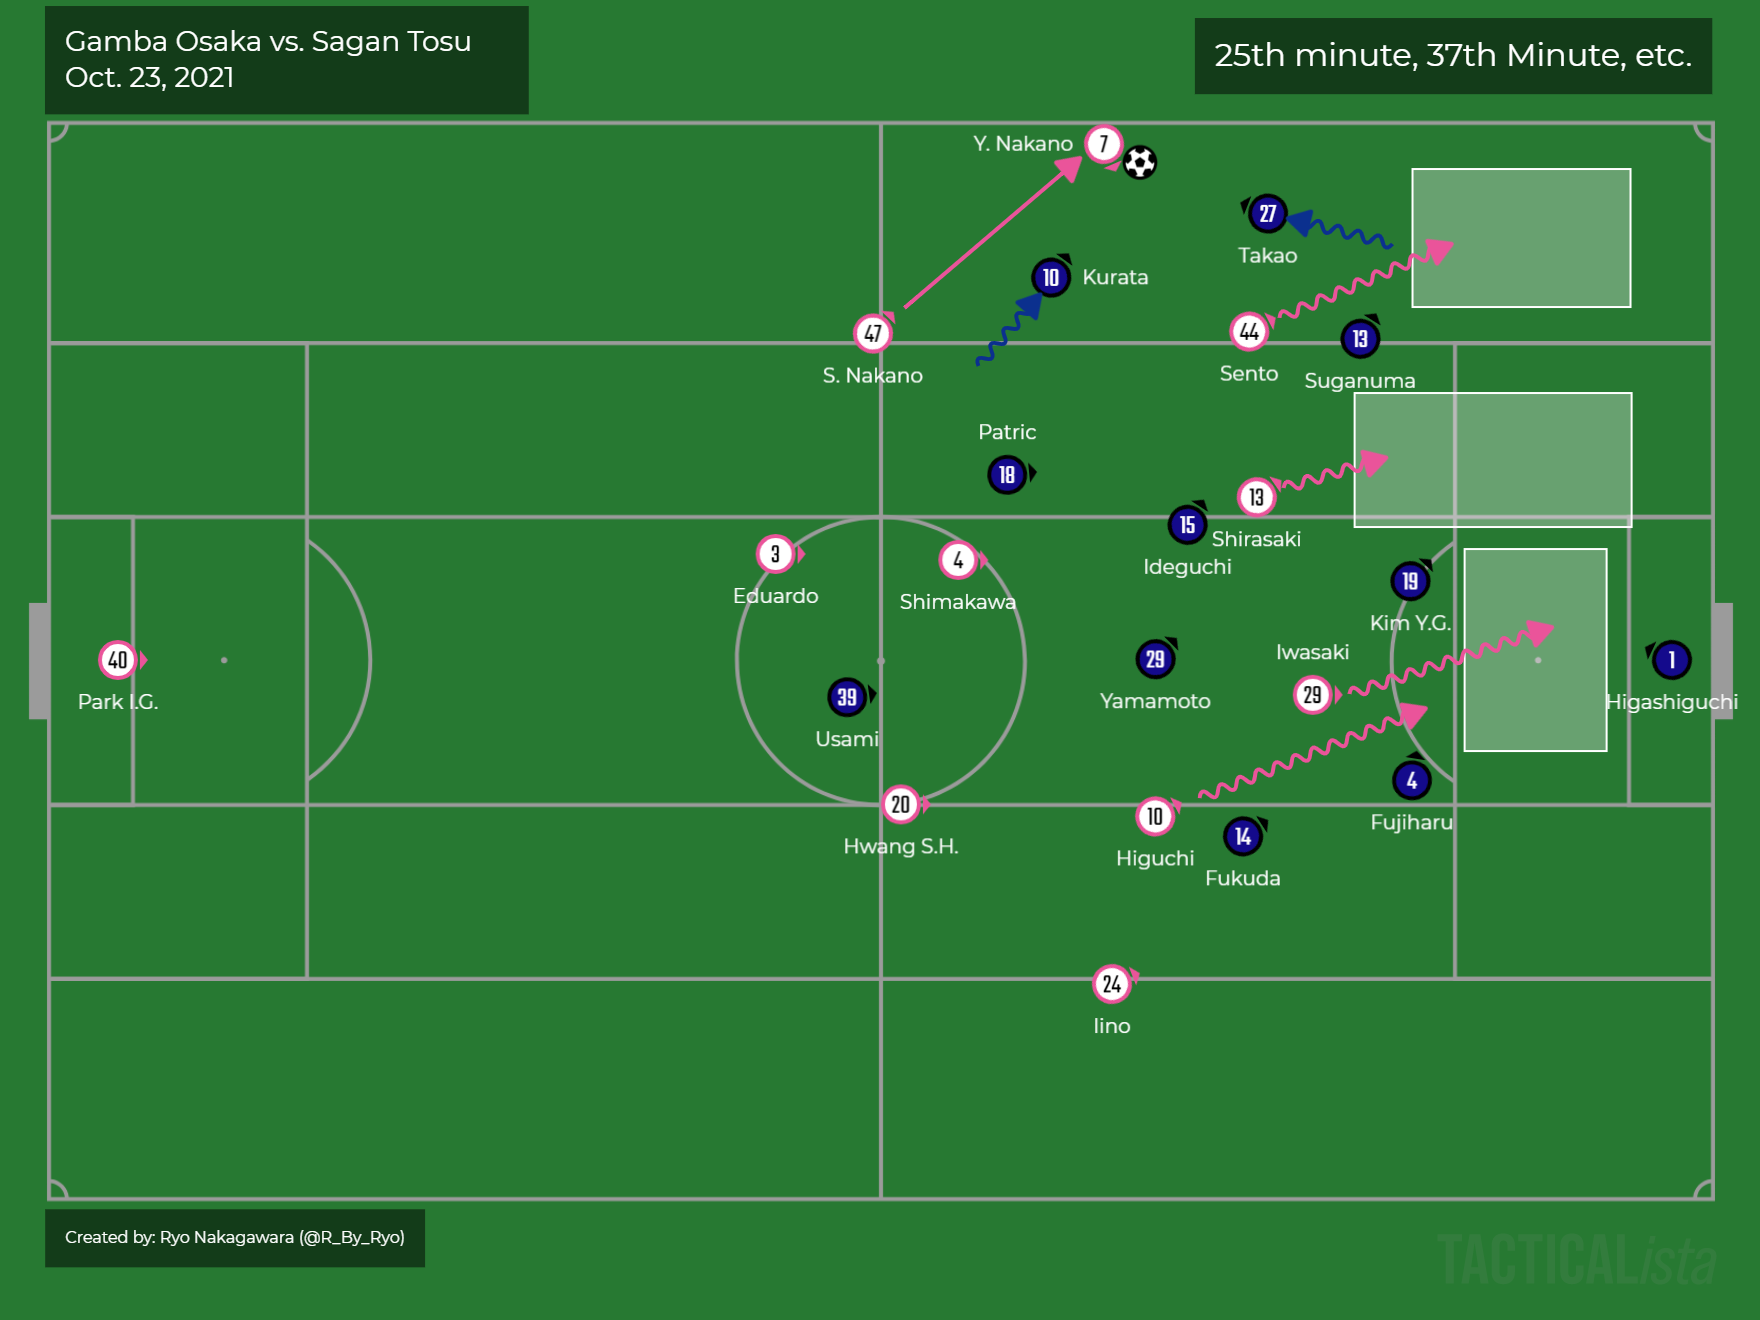 Gamba Osaka vs. Sagan Tosu
Oct. 23, 2021
25th minute, 37th Minute, etc.
Y. Nakano
7
27
Takao
10
Kurata
47
S. Nakano
44
Sento
13
Suganuma
Patric
18
13
Shirasaki
15
Ideguchi
3
Eduardo
4
Shimakawa
19
Kim Y.G.
40
Park I.G.
29
Yamamoto
Iwasaki
29
1
Higashiguchi
39
Usami
4
Fujiharu
20
Hwang S.H.
10
Higuchi
14
Fukuda
24
Iino
Created by: Ryo Nakagawara (@R_By_Ryo)
TACTICALista